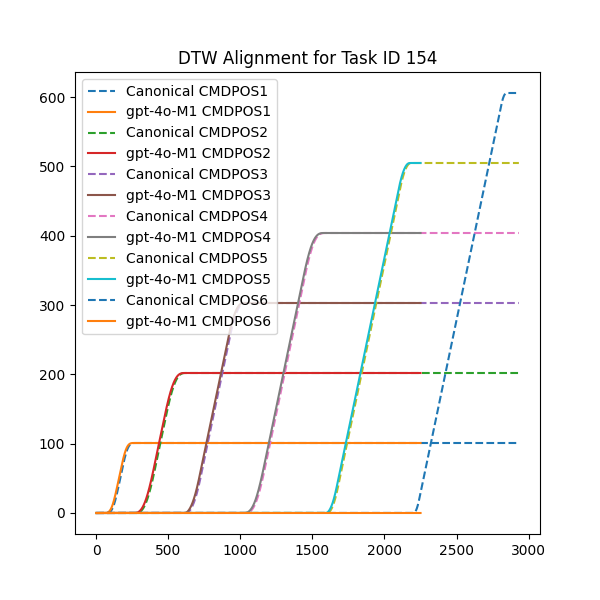 DTW Alignment for Task ID 154
Canonical CMDPOS1
gpt-4o-M1 CMDPOS1
Canonical CMDPOS2
gpt-4o-M1 CMDPOS2
Canonical CMDPOS3
gpt-4o-M1 CMDPOS3
Canonical CMDPOS4
gpt-4o-M1 CMDPOS4
Canonical CMDPOS5
gpt-4o-M1 CMDPOS5
Canonical CMDPOS6
gpt-4o-M1 CMDPOS6
600
500
400
300
200
100
0
0 500 1000 1500 2000 2500 3000